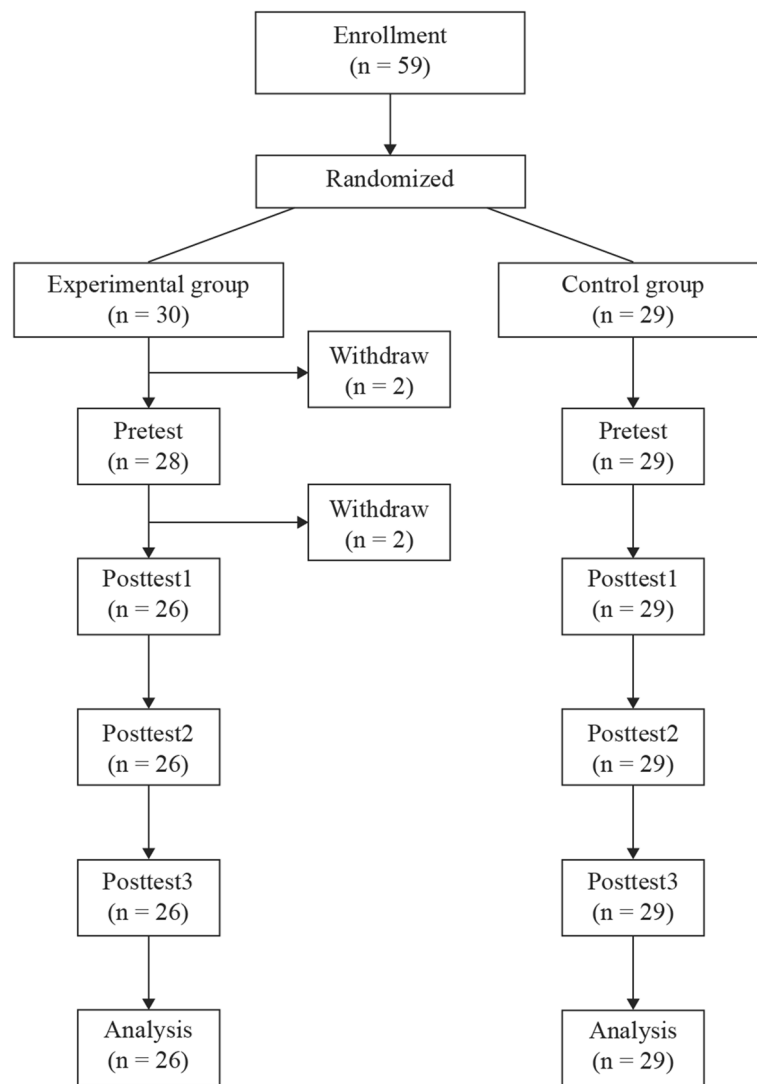 Enrollment
(n = 59)
Randomized
Experimental group
(n = 30)
Control group
(n = 29)
Withdraw
(n = 2)
Pretest
(n = 28)
Pretest
(n = 29)
Withdraw
(n = 2)
Posttest1
(n = 26)
Posttest1
(n = 29)
Posttest2
(n = 26)
Posttest2
(n = 29)
Posttest3
(n = 26)
Posttest3
(n = 29)
Analysis
(n = 26)
Analysis
(n = 29)